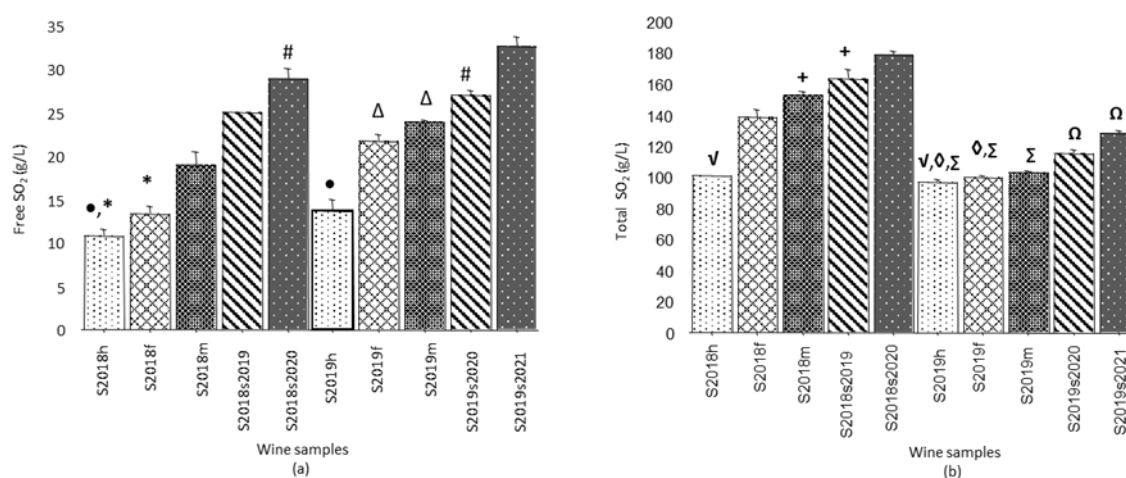 Free SO2 (g/L)
35
30
25
20
15
10
5
0
●,*
*
#
●
Δ
Δ
#
S2018h
S2018f
S2018m
S2018s2019
S2018s2020
S2019h
S2019f
S2019m
S2019s2020
S2019s2021
Wine samples
(a)
Total SO2 (g/L)
200
180
160
140
120
100
80
60
40
20
0
√
+
+
√,◊,Σ
◊,Σ
Σ
Ω
Ω
S2018h
S2018f
S2018m
S2018s2019
S2018s2020
S2019h
S2019f
S2019m
S2019s2020
S2019s2021
Wine samples
(b)